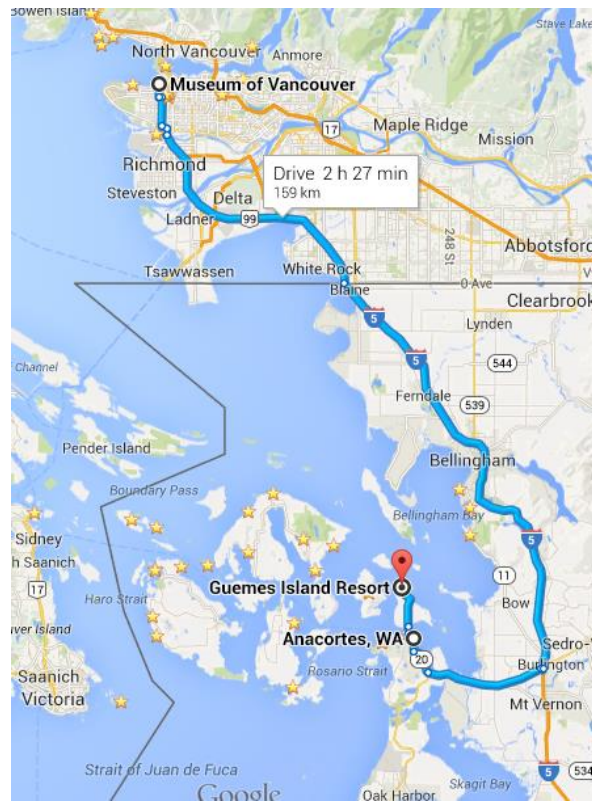 Bowen Island
Stave Lake
North Vancouver
Anmore
Museum of Vancouver
17
Maple Ridge
Mission
Richmond
Drive 2 h 27 min
159 km
Steveston
Delta
Ladner
99
248 St
Abbotsford
Tsawwassen
White Rock
0 Ave
Blaine
Clearbrook
5
Lynden
Channel
5
544
Ferndale
539
Pender Island
Bellingham
Boundary Pass
Bellingham Bay
Sidney
h Saanich
5
17
Guemes Island Resort
11
Haro Strait
Bow
uver Island
Anacortes, WA
Sedro-
Saanich
Rosario Strait
20
Burlington
Victoria
Mt Vernon
Strait of Juan de Fuca
5
534
Google
Skagit Bay
Oak Harbor